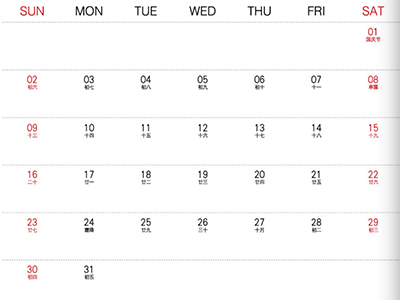 SUN MON TUE WED THU FRI SAT
01
国庆节
02 03 04 05 06 07 08
初六 初七 初八 初九 初十 十一 寒露
09 10 11 12 13 14 15
十三 十四 十五 十六 十七 十八 十九
16 17 18 19 20 21 22
二十 廿一 廿二 廿三 廿四 廿五 廿六
23 24 25 26 27 28 29
廿七 霜降 廿九 三十 十月 初二 初三
30 31
初四 初五